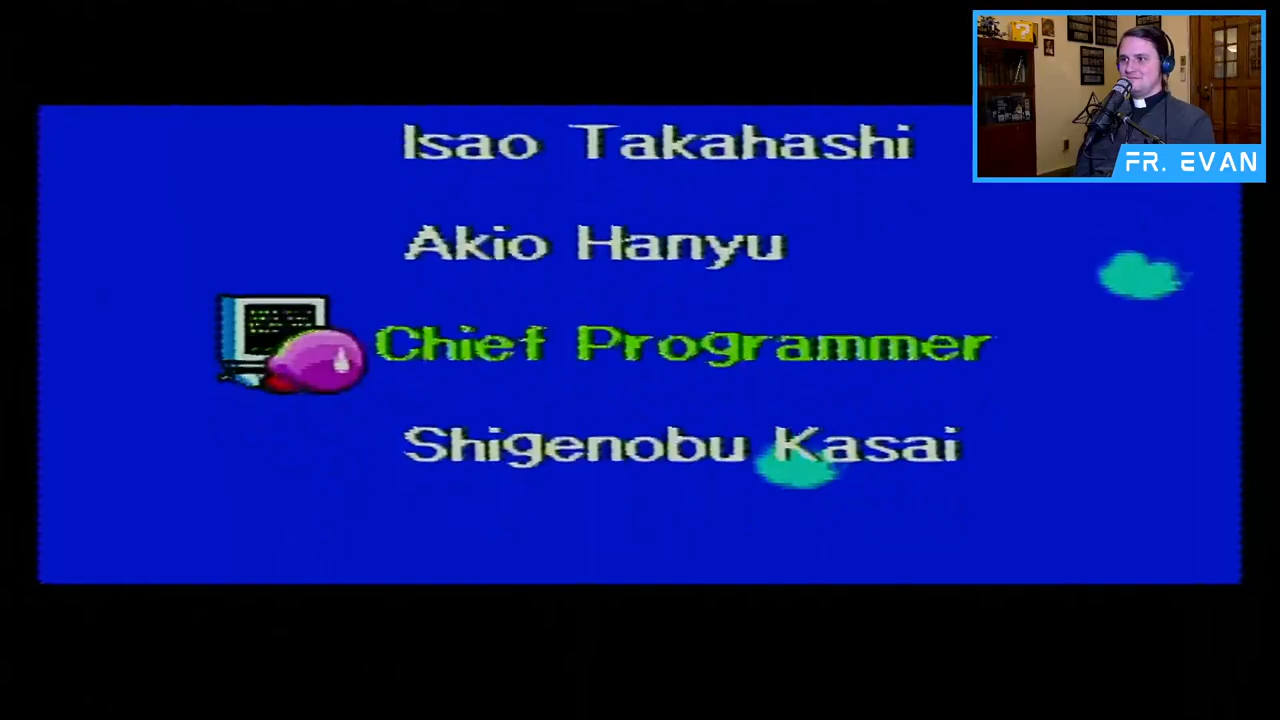 Isao Takahashi
FR. EVAN
Akio Hanyu
Chief Programmer
Shigenobu Kasai